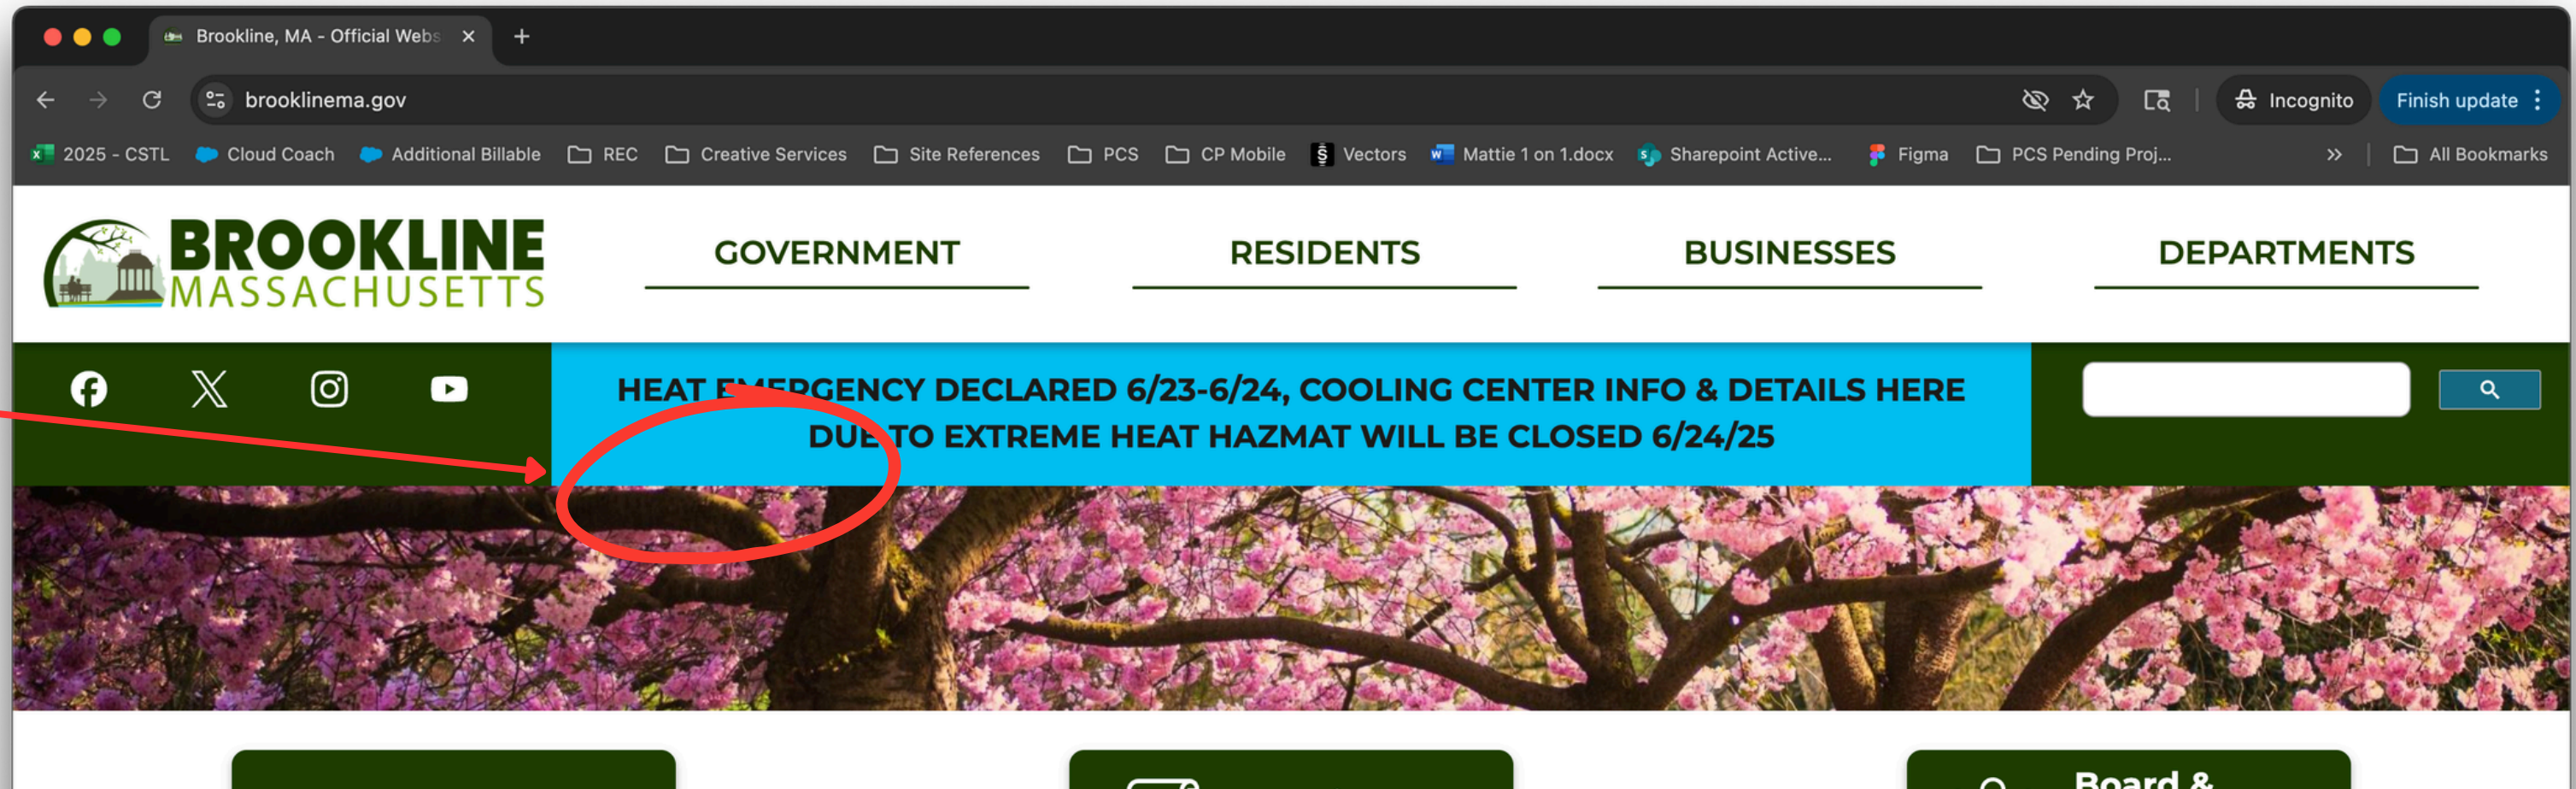 Brookline, MA - Official Webs
brooklinema.gov
Incognito
Finish update
2025 - CSTL
Cloud Coach
Additional Billable
REC
Creative Services
Site References
PCS
CP Mobile
Vectors
Mattie 1 on 1.docx
Sharepoint Active...
Figma
PCS Pending Proj...
All Bookmarks
BROOKLINE
MASSACHUSETTS
GOVERNMENT
RESIDENTS
BUSINESSES
DEPARTMENTS
HEAT EMERGENCY DECLARED 6/23-6/24, COOLING CENTER INFO & DETAILS HERE
DUE TO EXTREME HEAT HAZMAT WILL BE CLOSED 6/24/25
Board &